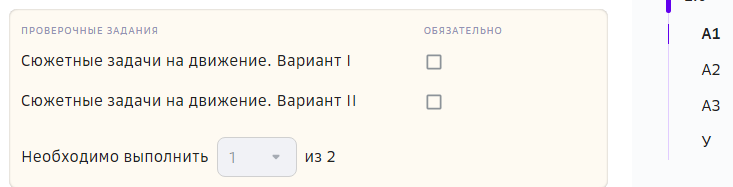 ПРОВЕРОЧНЫЕ ЗАДАНИЯ ОБЯЗАТЕЛЬНО
Сюжетные задачи на движение. Вариант I
Сюжетные задачи на движение. Вариант II
Необходимо выполнить 1 из 2
А1
А2
А3
У